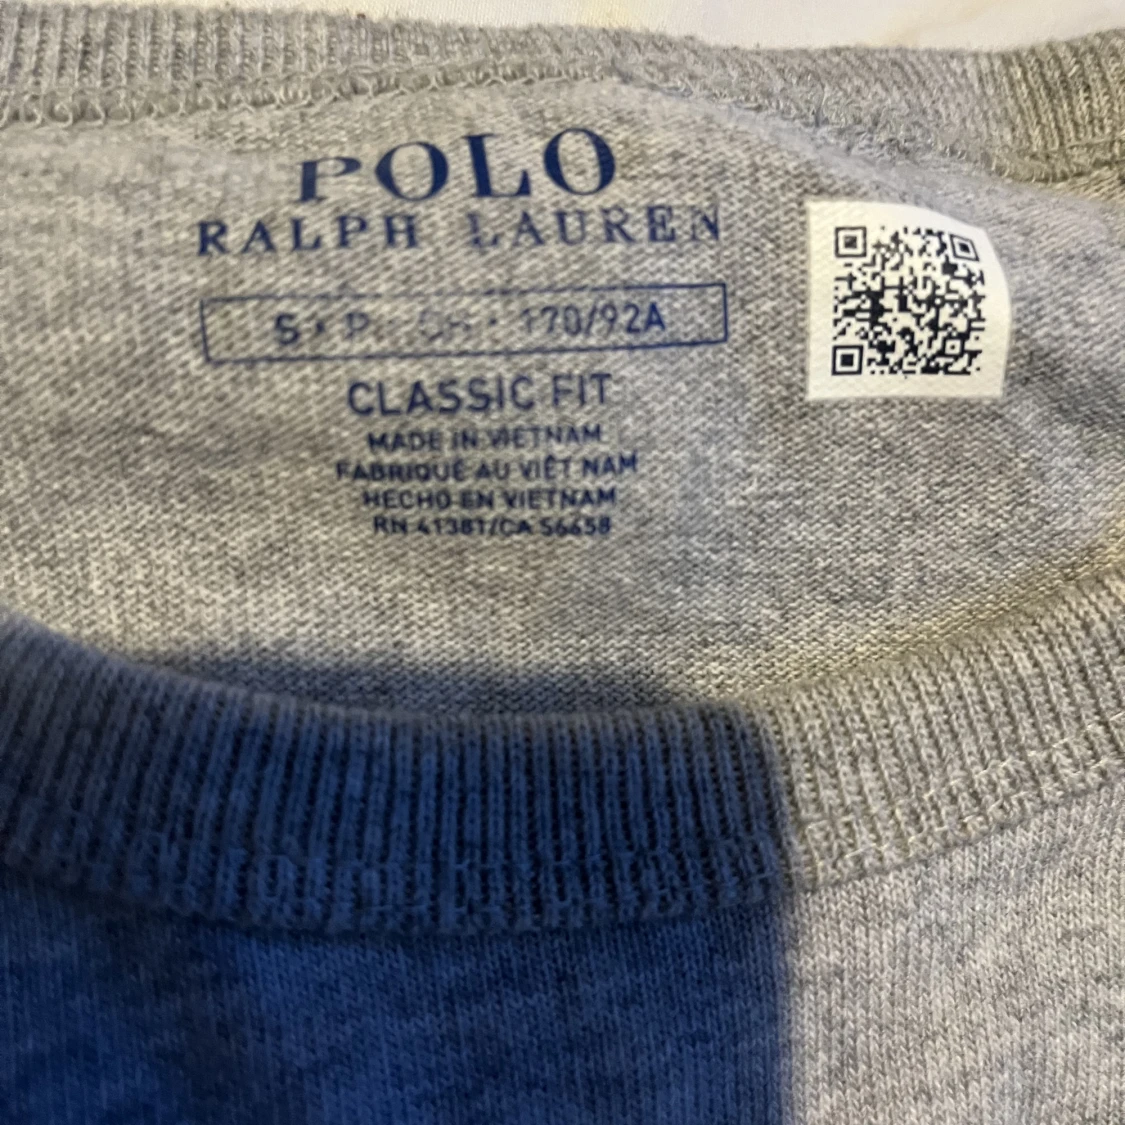 POLO
RALPH LAUREN
S • P 170/92A
CLASSIC FIT
MADE IN VIETNAM
FABRIQUÉ AU VIÊT NAM
HECHO EN VIETNAM
RN 41381/CA 56658